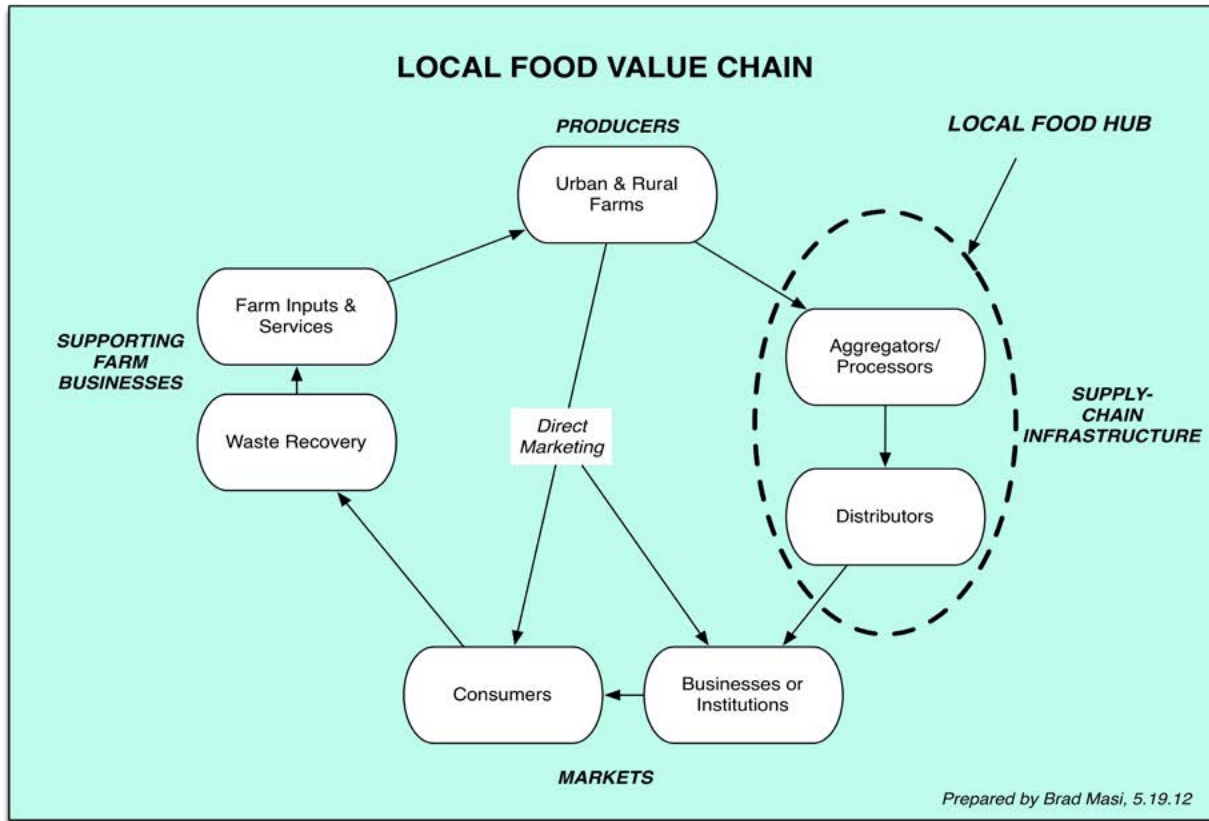 LOCAL FOOD VALUE CHAIN
PRODUCERS
LOCAL FOOD HUB
Urban & Rural
Farms
Farm Inputs &
Services
SUPPORTING
FARM
BUSINESSES
Waste Recovery
Direct
Marketing
Aggregators/
Processors
SUPPLY-
CHAIN
INFRASTRUCTURE
Distributors
Consumers
Businesses or
Institutions
MARKETS
Prepared by Brad Masi, 5.19.12